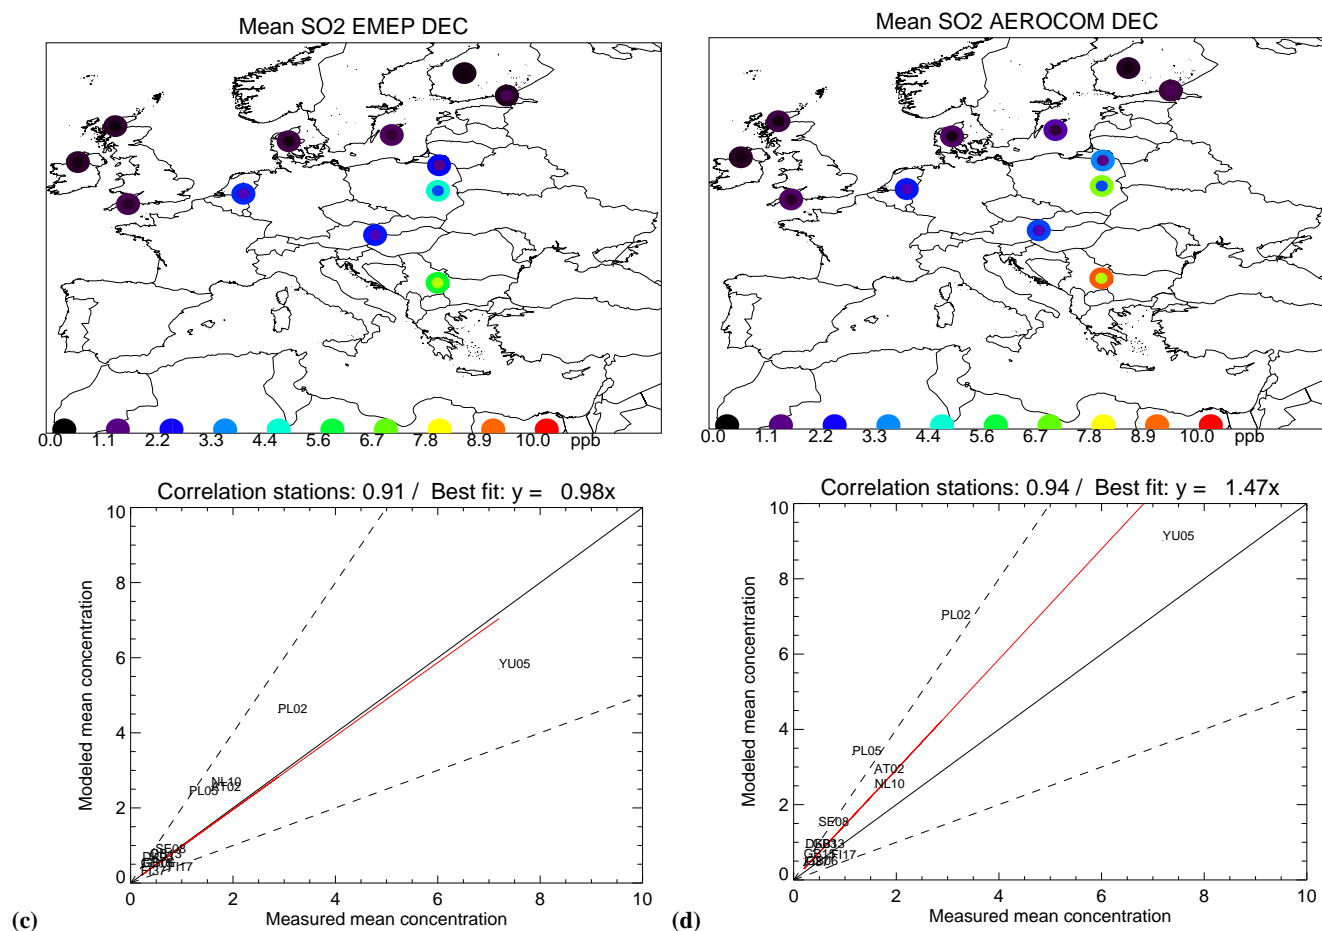 Mean SO2 EMEP DEC
0.0 1.1 2.2 3.3 4.4 5.6 6.7 7.8 8.9 10.0 ppb
Mean SO2 AEROCOM DEC
0.0 1.1 2.2 3.3 4.4 5.6 6.7 7.8 8.9 10.0 ppb
Correlation stations: 0.91 / Best fit: y = 0.98x
10
8
6
4
2
0
Modeled mean concentration
YU05
PL02
NL10
AT02
PL05
SE08
FI17
FI37
0 2 4 6 8 10
Measured mean concentration
(c)
Correlation stations: 0.94 / Best fit: y = 1.47x
10
8
6
4
2
0
Modeled mean concentration
YU05
PL02
PL05
AT02
NL10
SE08
FI17
0 2 4 6 8 10
Measured mean concentration
(d)